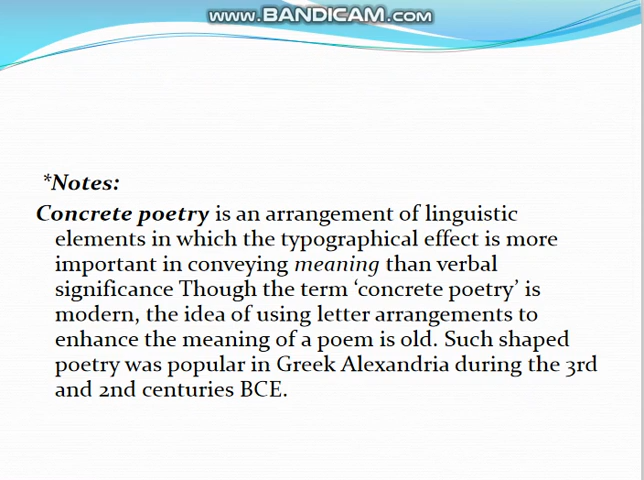 www.BANDICAM.com
*Notes:
Concrete poetry is an arrangement of linguistic
elements in which the typographical effect is more
important in conveying meaning than verbal
significance Though the term ‘concrete poetry’ is
modern, the idea of using letter arrangements to
enhance the meaning of a poem is old. Such shaped
poetry was popular in Greek Alexandria during the 3rd
and 2nd centuries BCE.